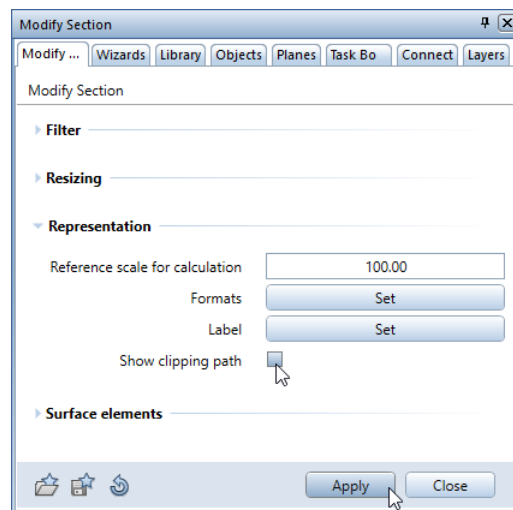 Modify Section
Modify ... Wizards Library Objects Planes Task Bo Connect Layers
Modify Section
Filter
Resizing
Representation
Reference scale for calculation 100.00
Formats Set
Label Set
Show clipping path
Surface elements
Apply Close